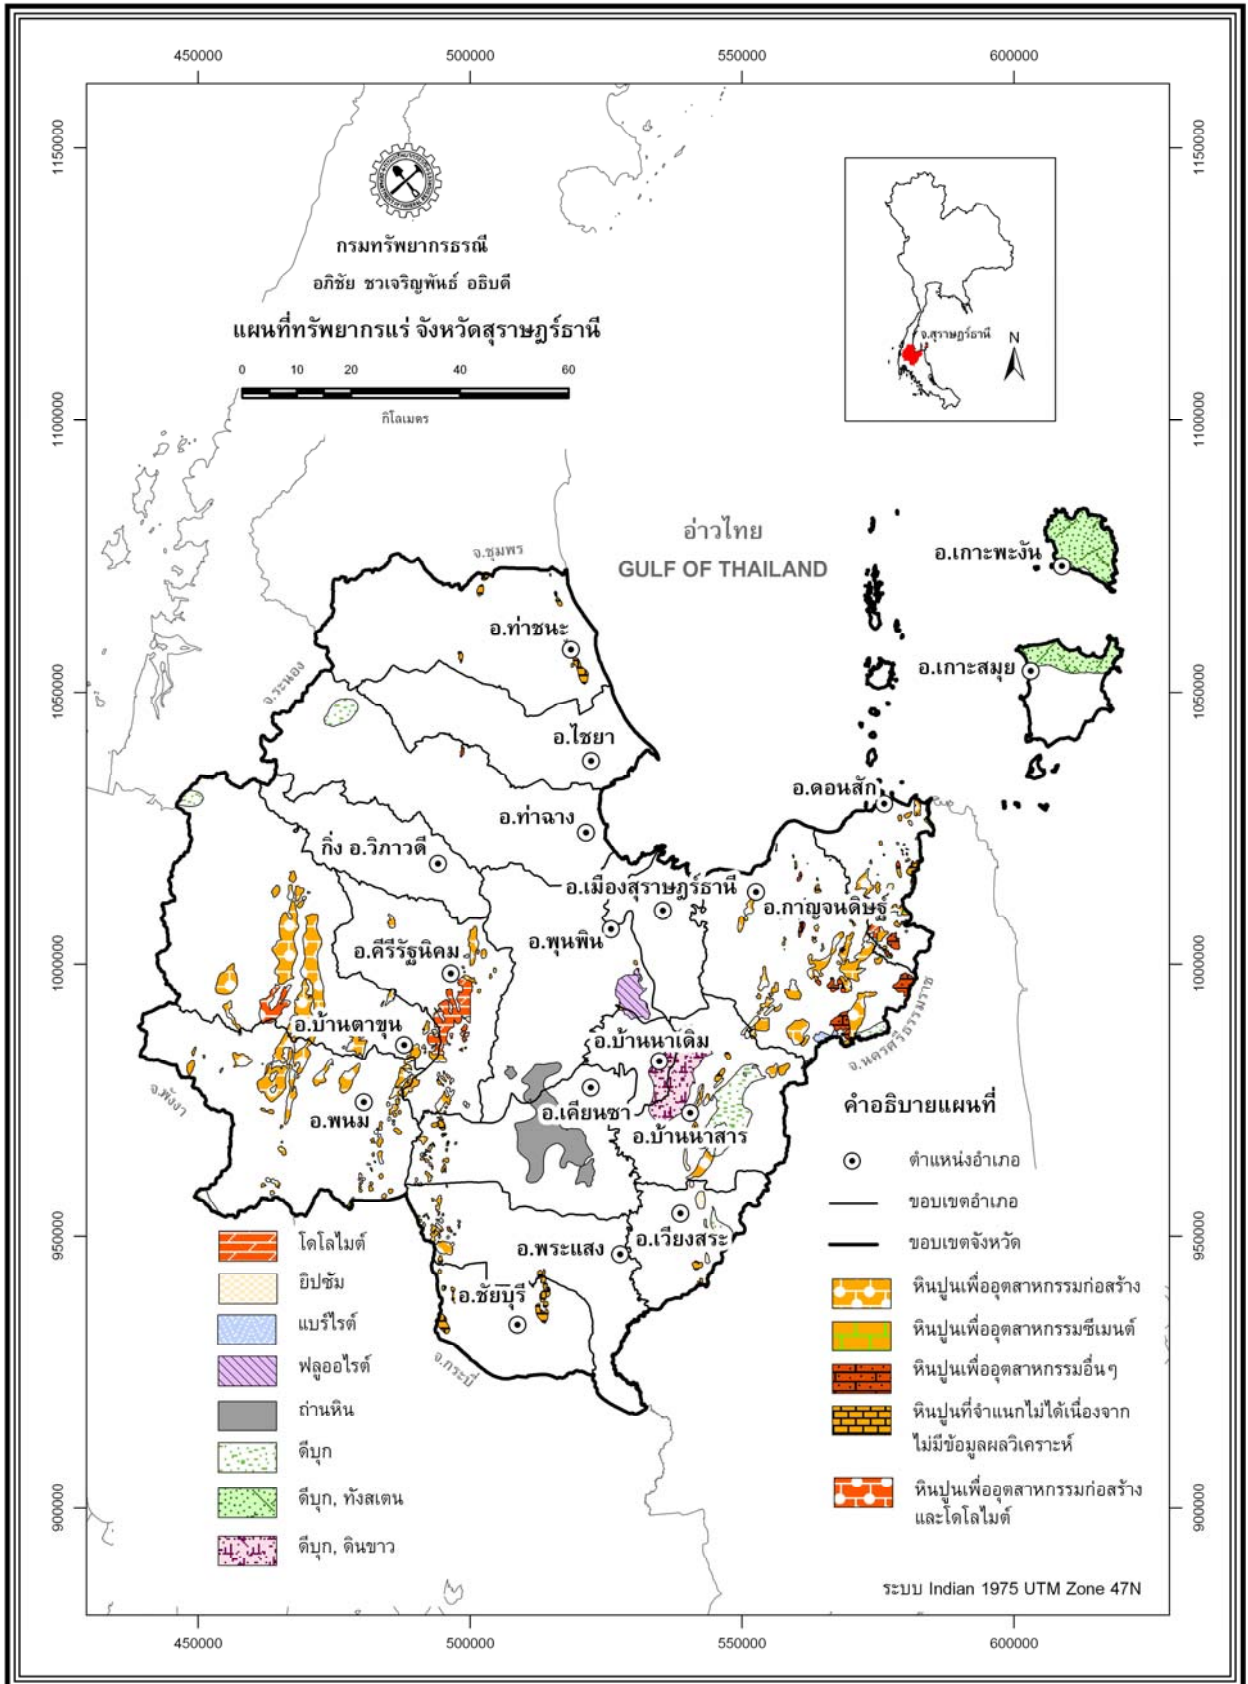 450000 500000 550000 600000
1150000 1150000
กรมทรัพยากรธรณี
อภิชัย ชวเจริญพันธ์ อธิบดี
แผนที่ทรัพยากรแร่ จังหวัดสุราษฎร์ธานี
0 10 20 40 60
กิโลเมตร
จ.สุราษฎร์ธานี
N
1100000 1100000
อ่าวไทย
GULF OF THAILAND
จ.ชุมพร
อ.เกาะพะงัน
อ.ท่าชนะ
จ.ระนอง
อ.เกาะสมุย
1050000 1050000
อ.ไชยา
อ.ดอนสัก
อ.ท่าฉาง
กิ่ง อ.วิภาวดี
อ.เมืองสุราษฎร์ธานี
อ.กาญจนดิษฐ์
อ.พุนพิน
อ.คีรีรัฐนิคม
1000000 1000000
อ.บ้านตาขุน
อ.บ้านนาเดิม
จ.นครศรีธรรมราช
จ.พังงา
อ.พนม
อ.เคียนซา
อ.บ้านนาสาร
อ.เวียงสระ
อ.พระแสง
950000 950000
อ.ชัยบุรี
จ.กระบี่
คำอธิบายแผนที่
ตำแหน่งอำเภอ
ขอบเขตอำเภอ
ขอบเขตจังหวัด
โดโลไมต์
ยิปซัม
แบร์ไรต์
ฟลูออไรต์
ถ่านหิน
ดีบุก
ดีบุก, ทังสเตน
ดีบุก, ดินขาว
หินปูนเพื่ออุตสาหกรรมก่อสร้าง
หินปูนเพื่ออุตสาหกรรมซีเมนต์
หินปูนเพื่ออุตสาหกรรมอื่นๆ
หินปูนที่จำแนกไม่ได้เนื่องจาก
ไม่มีข้อมูลผลวิเคราะห์
หินปูนเพื่ออุตสาหกรรมก่อสร้าง
และโดโลไมต์
900000 900000
ระบบ Indian 1975 UTM Zone 47N
450000 500000 550000 600000